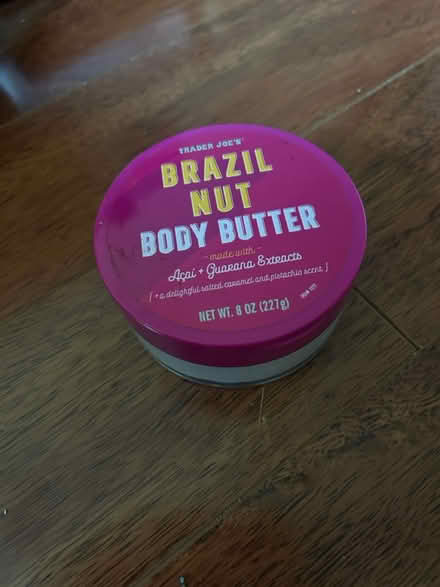 TRADER JOE'S®
BRAZIL
NUT
BODY BUTTER
made with
Açaí + Guarana Extracts
[ + a delightful salted caramel and pistachio scent ]
NET WT. 8 OZ (227g)